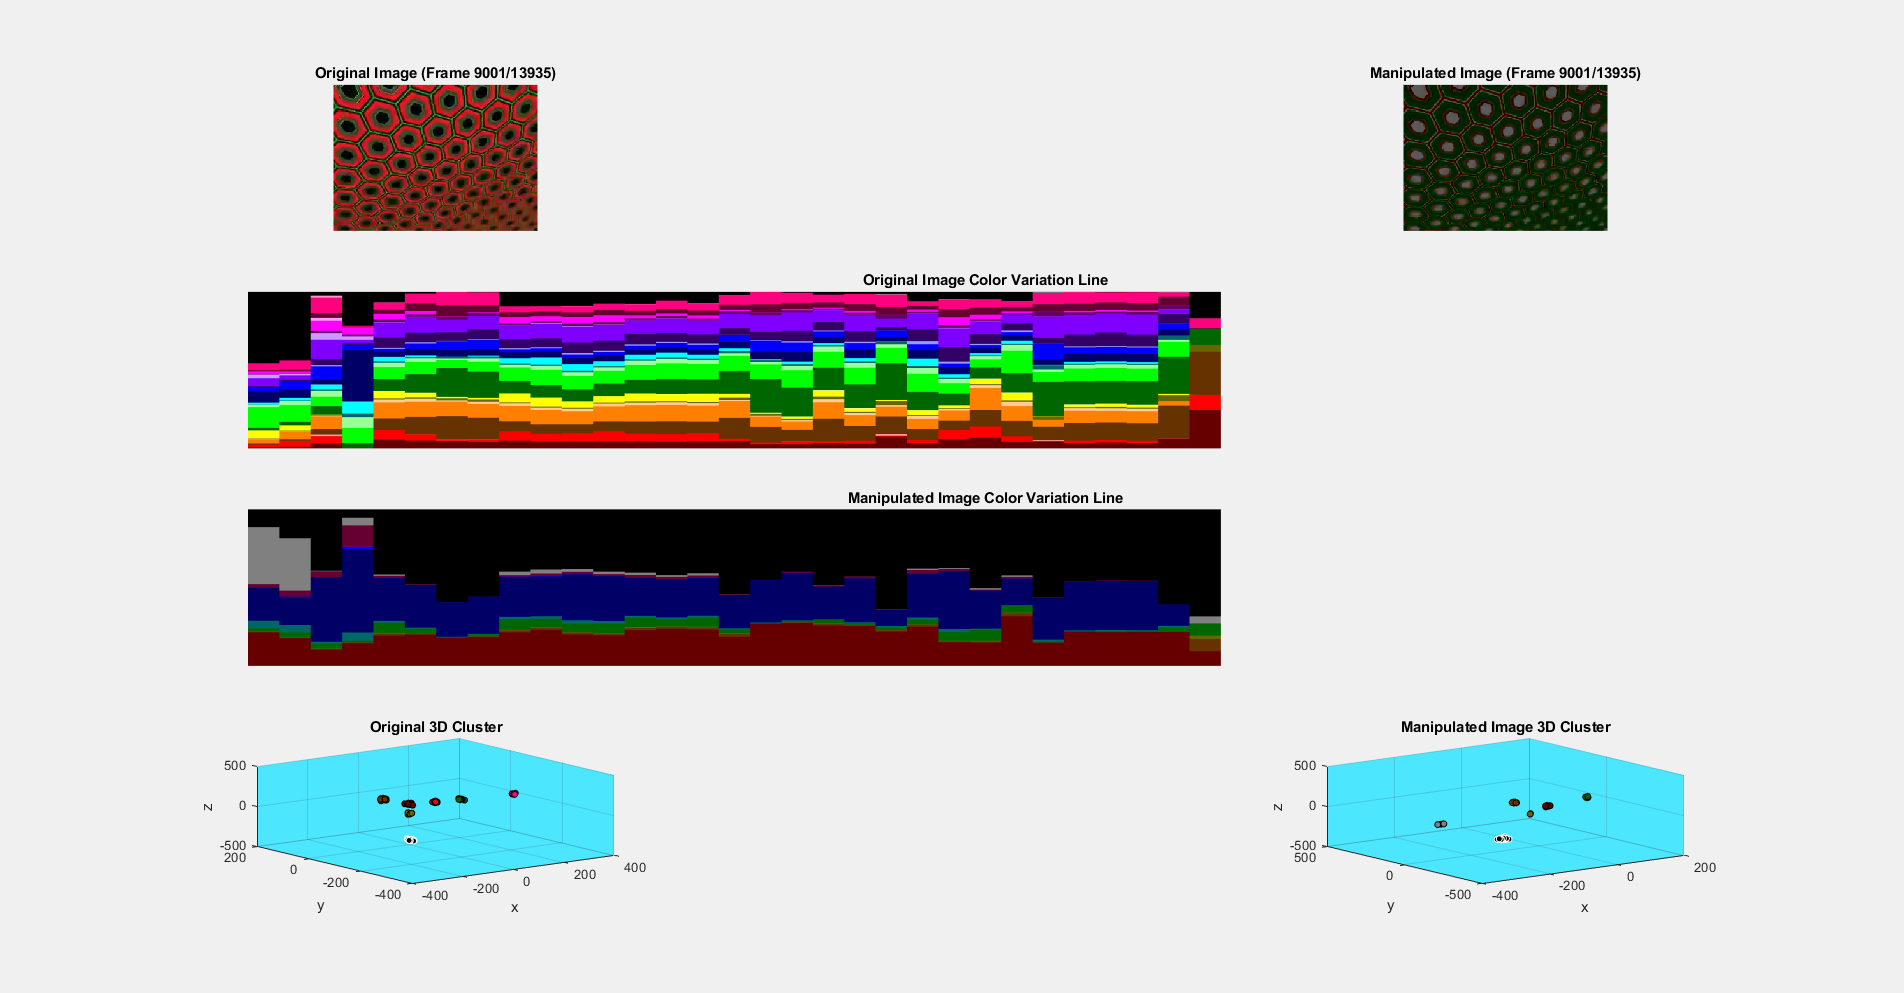 Original Image (Frame 9001/13935)
Manipulated Image (Frame 9001/13935)
Original Image Color Variation Line
Manipulated Image Color Variation Line
Original 3D Cluster
500
0
-500
z
200
0
-200
-400
y
-400
-200
0
200
400
x
Manipulated Image 3D Cluster
500
0
-500
z
500
0
-500
y
-400
-200
0
200
x